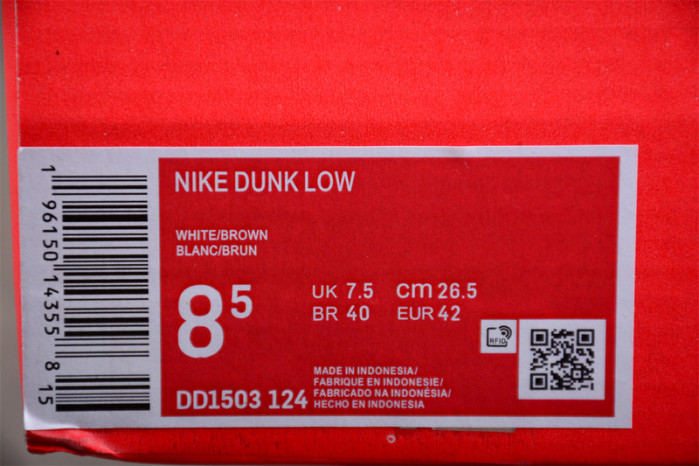 NIKE DUNK LOW
WHITE/BROWN
BLANC/BRUN
8 5
UK 7.5 cm 26.5
BR 40 EUR 42
RFID
MADE IN INDONESIA/
FABRIQUE EN INDONESIE/
FABRICADO NA INDONÉSIA/
HECHO EN INDONESIA
DD1503 124
1 96150 14355 8 15